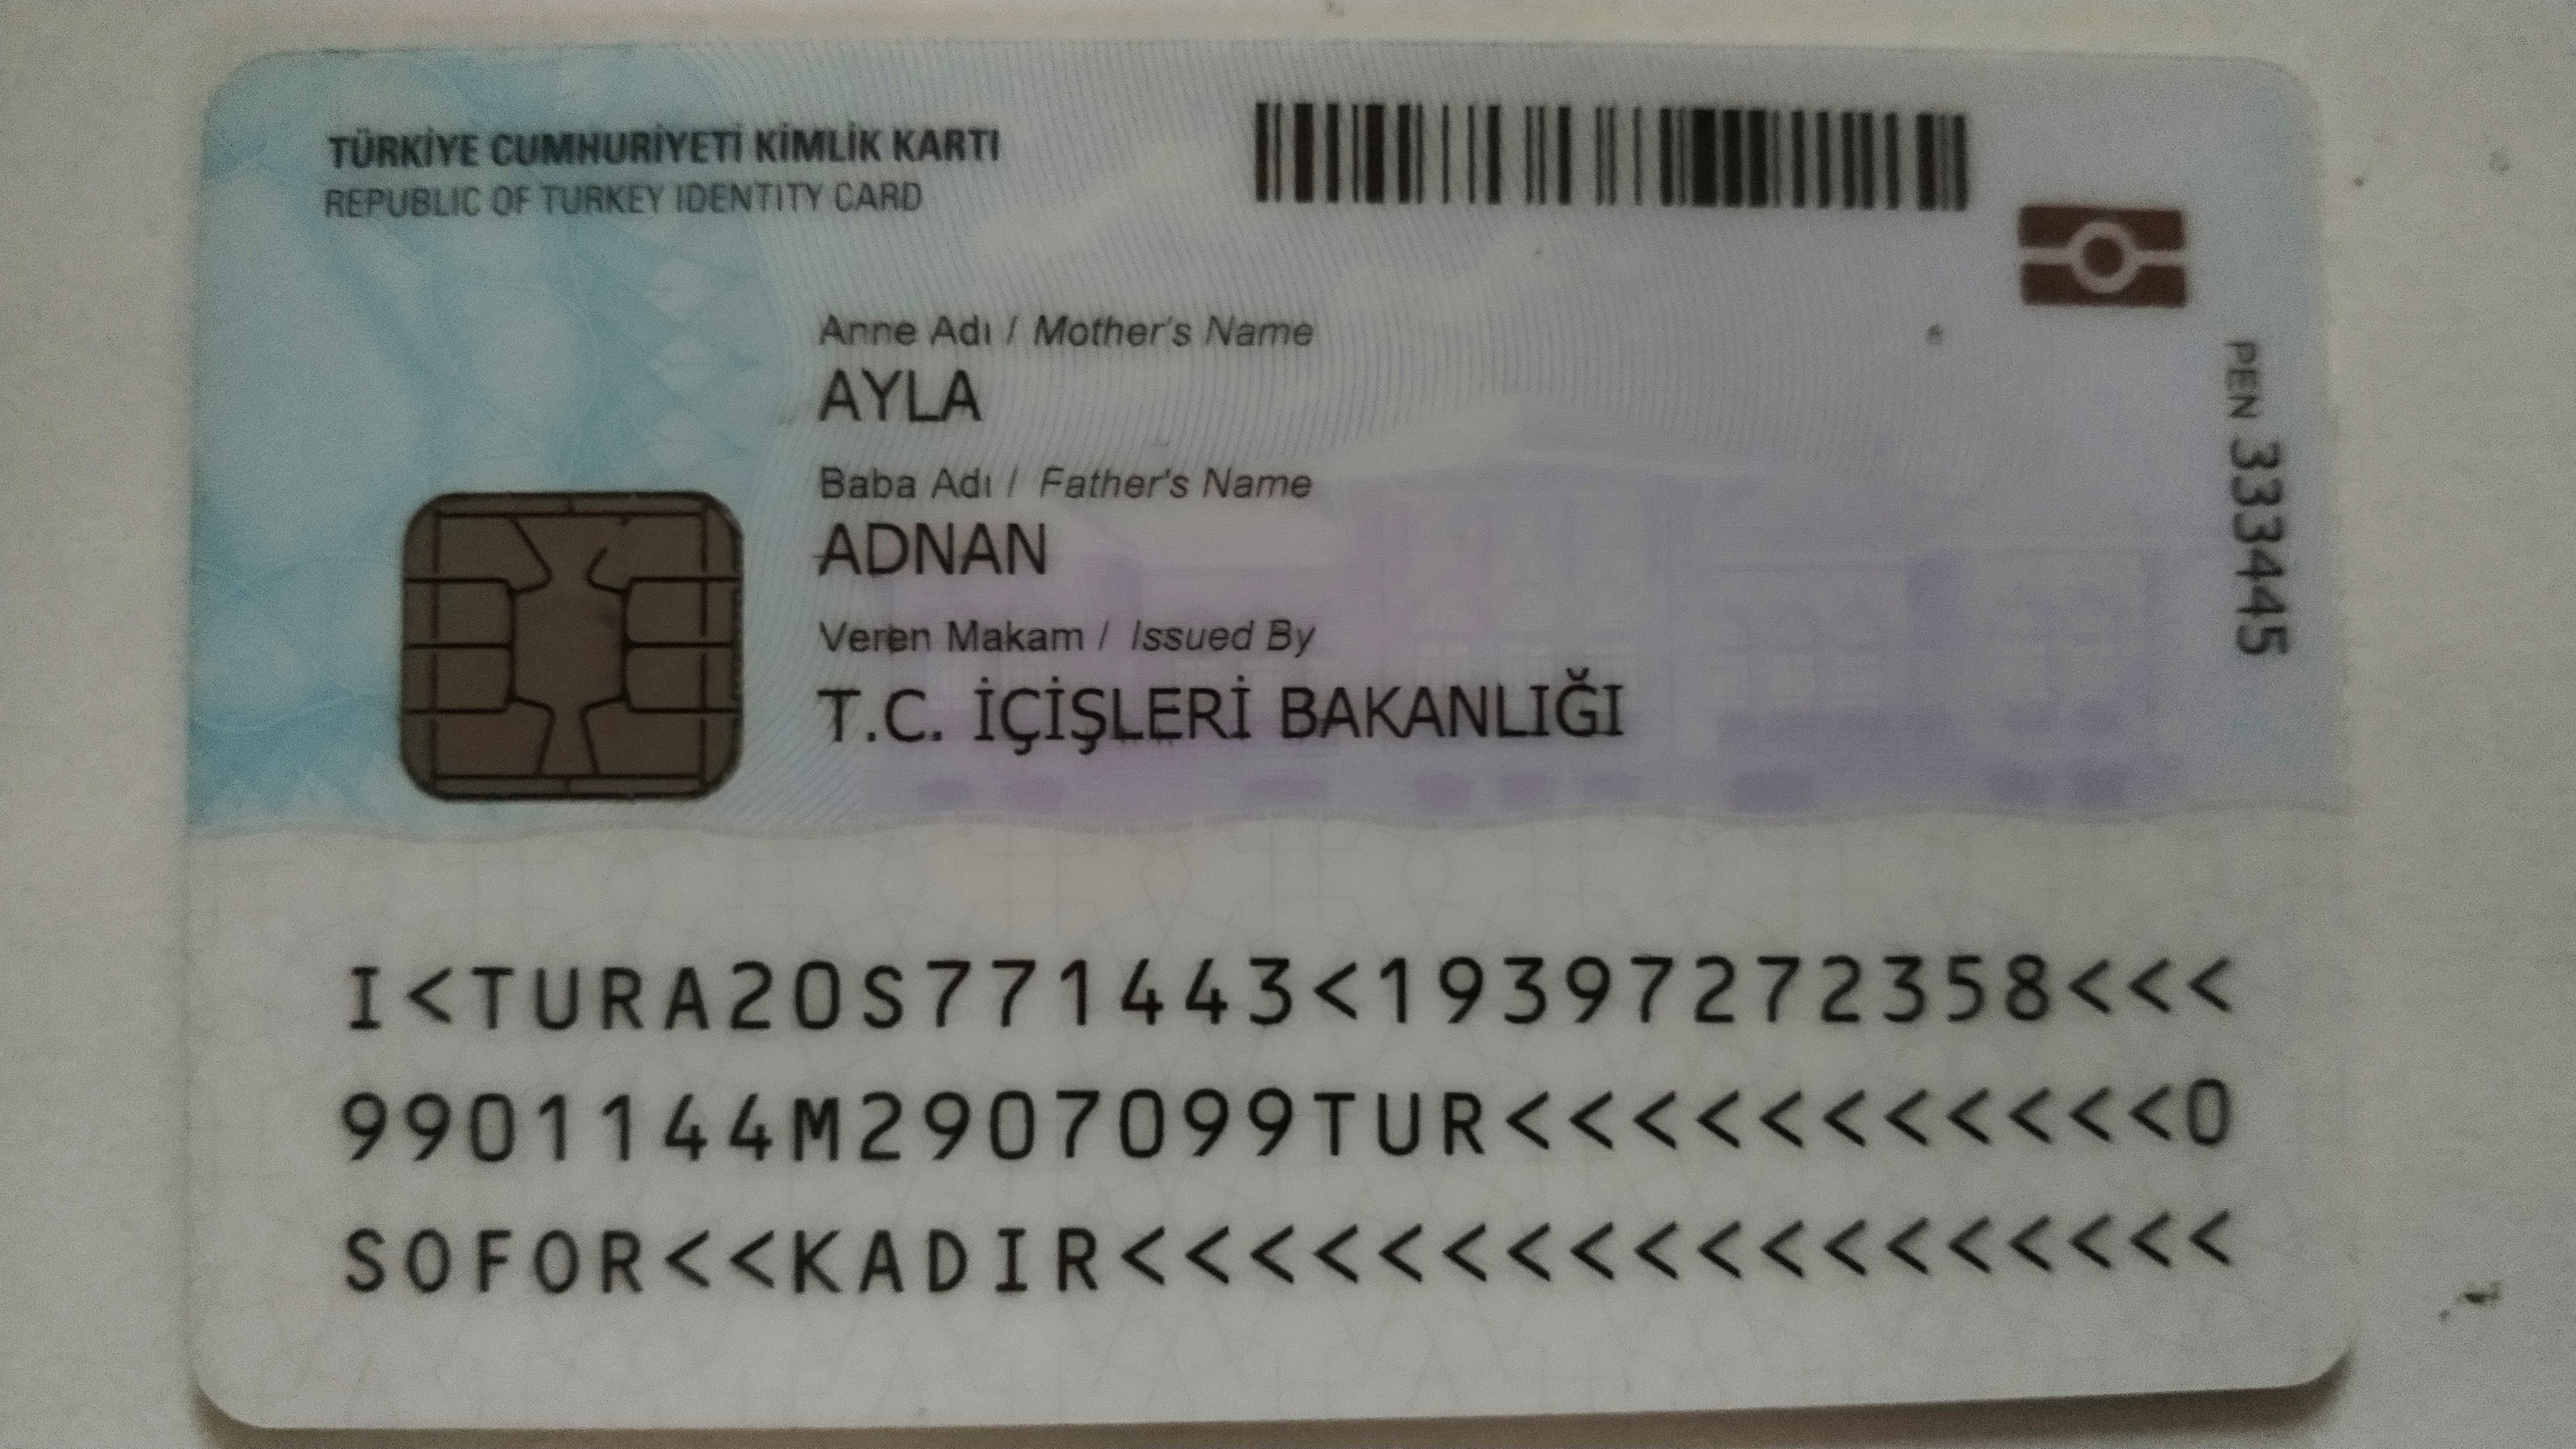 TÜRKİYE CUMHURİYETİ KİMLİK KARTI
REPUBLIC OF TURKEY IDENTITY CARD
Anne Adı / Mother's Name
AYLA
Baba Adı / Father's Name
ADNAN
Veren Makam / Issued By
T.C. İÇİŞLERİ BAKANLIĞI
PEN 333445
I<TURA20S771443<19397272358<<<
9901144M2907099TUR<<<<<<<<<<<0
SOFOR<<KADIR<<<<<<<<<<<<<<<<<<